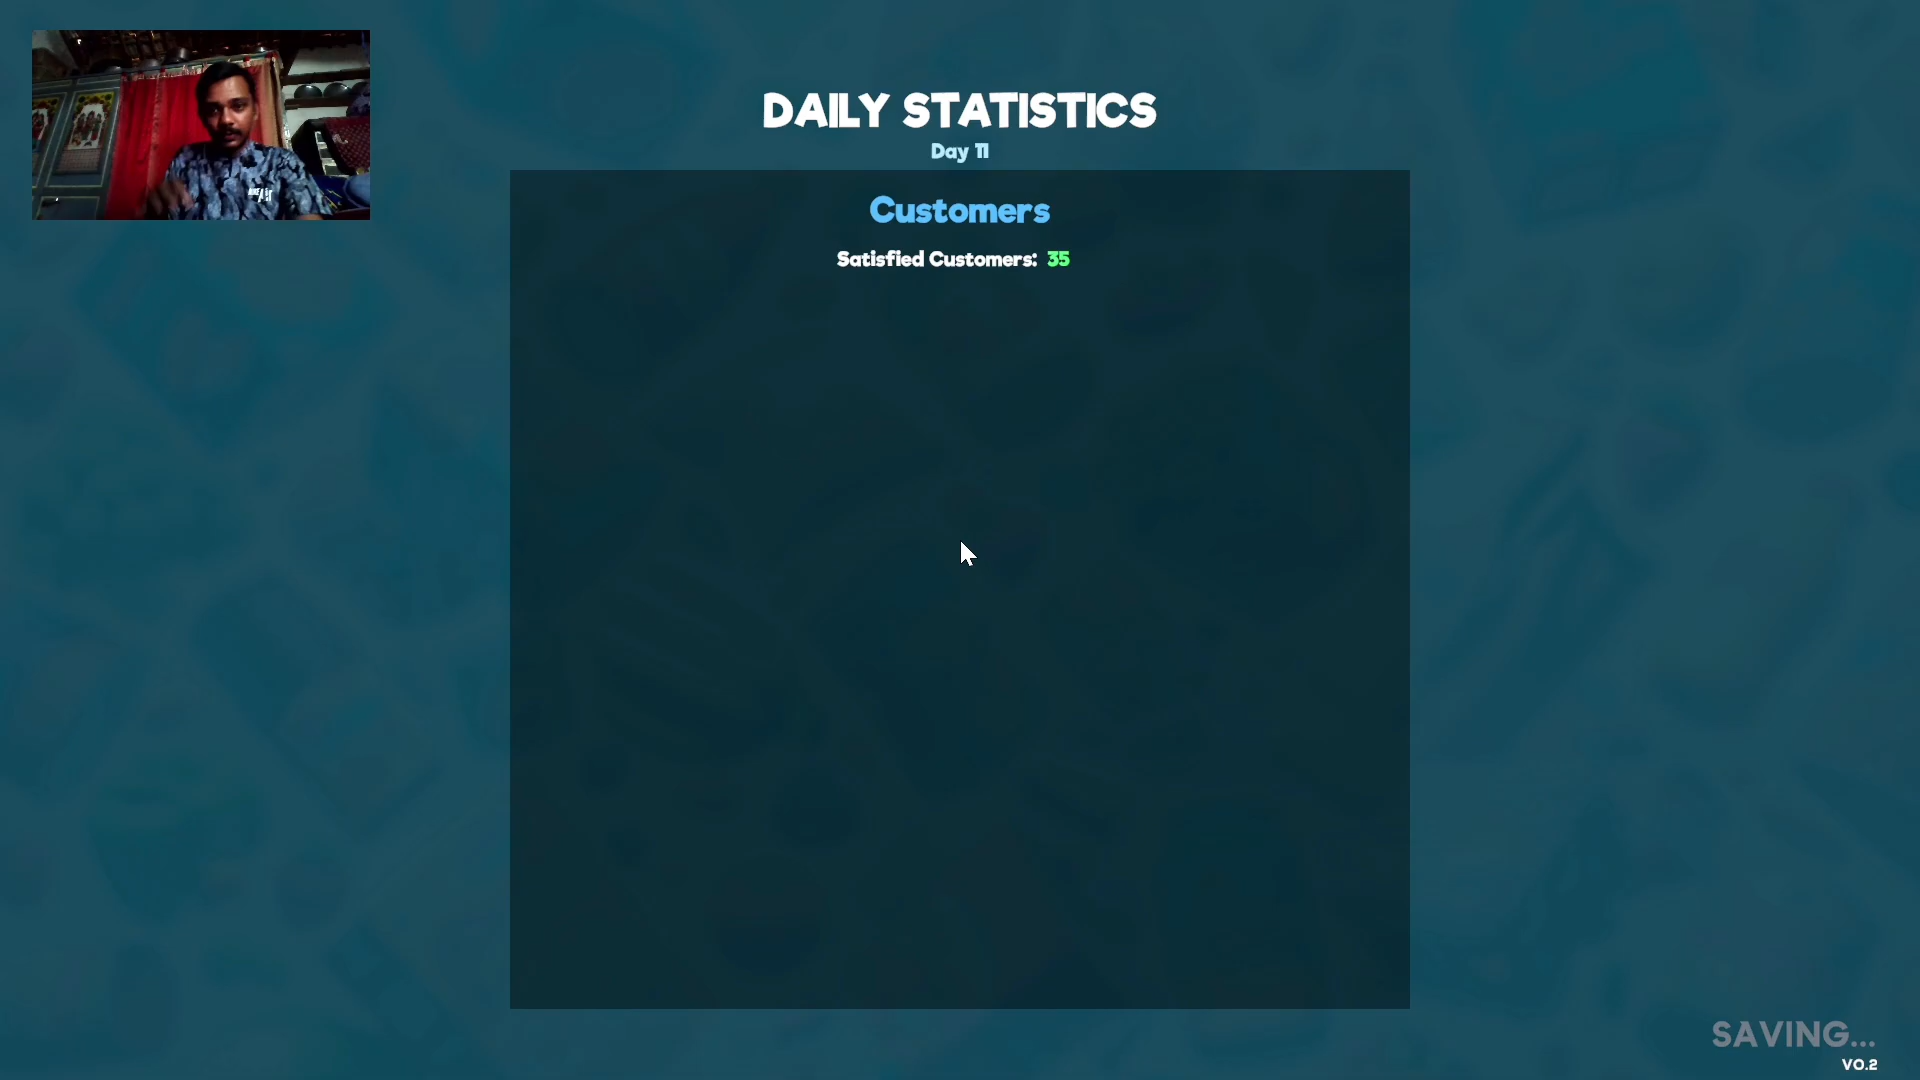 DAILY STATISTICS
Day 11
Customers
Satisfied Customers: 35
SAVING...
V0.2